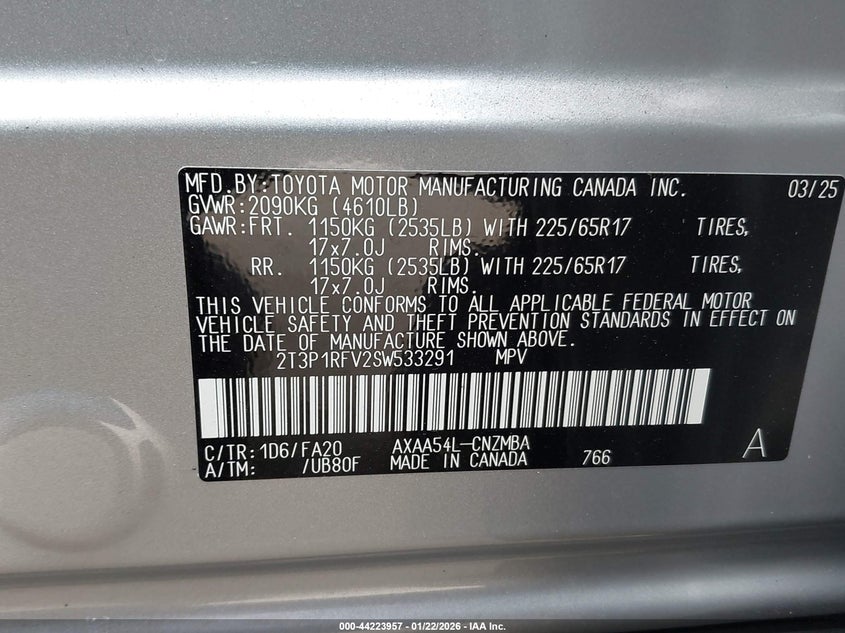 MFD.BY:TOYOTA MOTOR MANUFACTURING CANADA INC. 03/25
GVWR:2090KG (4610LB)
GAWR:FRT. 1150KG (2535LB) WITH 225/65R17 TIRES,
17x7.0J RIMS.
RR. 1150KG (2535LB) WITH 225/65R17 TIRES,
17x7.0J RIMS.
THIS VEHICLE CONFORMS TO ALL APPLICABLE FEDERAL MOTOR
VEHICLE SAFETY AND THEFT PREVENTION STANDARDS IN EFFECT ON
THE DATE OF MANUFACTURE SHOWN ABOVE.
2T3P1RFV2SW533291 MPV
C/TR:1D6/FA20 AXAA54L-CNZMBA A
A/TM: /UB80F MADE IN CANADA 766
000-44223957 - 01/22/2026 - IAA Inc.